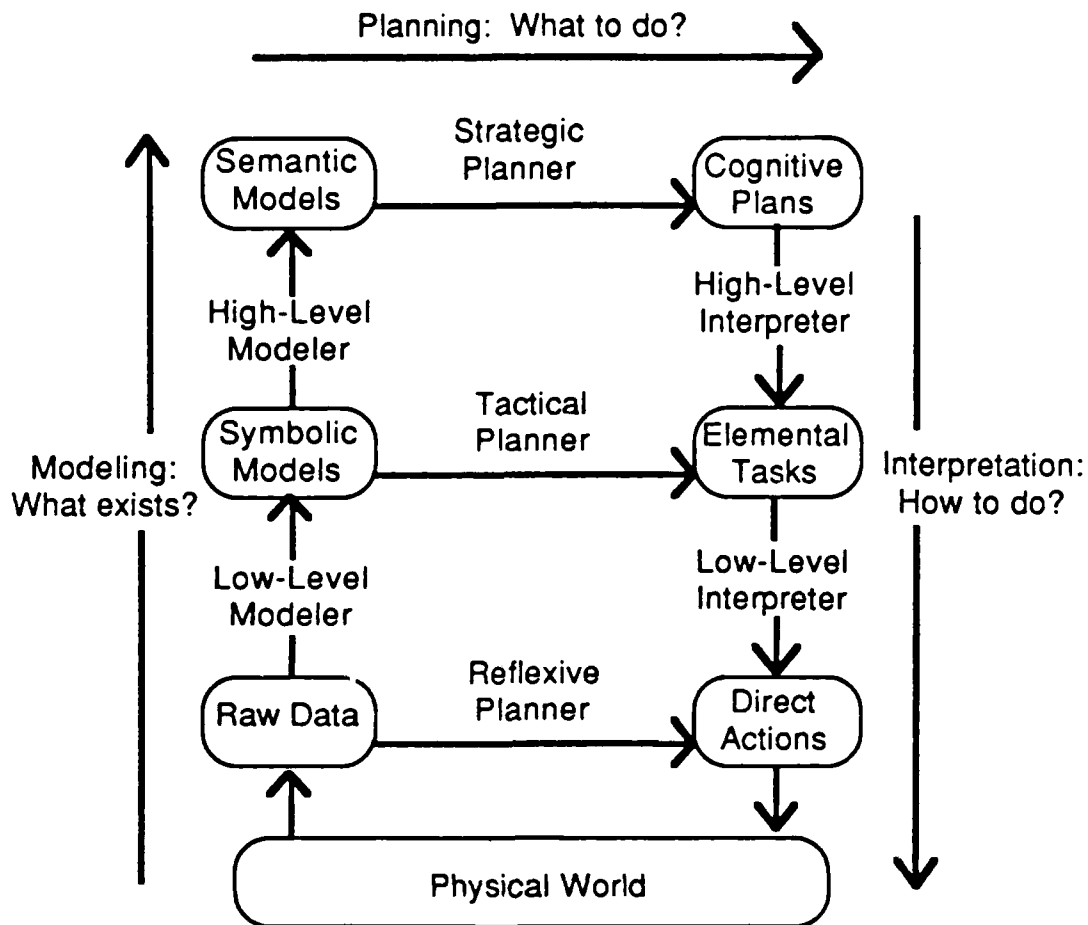 Planning: What to do?
Semantic
Models
Strategic
Planner
Cognitive
Plans
High-Level
Modeler
High-Level
Interpreter
Symbolic
Models
Tactical
Planner
Elemental
Tasks
Modeling:
What exists?
Interpretation:
How to do?
Low-Level
Modeler
Low-Level
Interpreter
Raw Data
Reflexive
Planner
Direct
Actions
Physical World